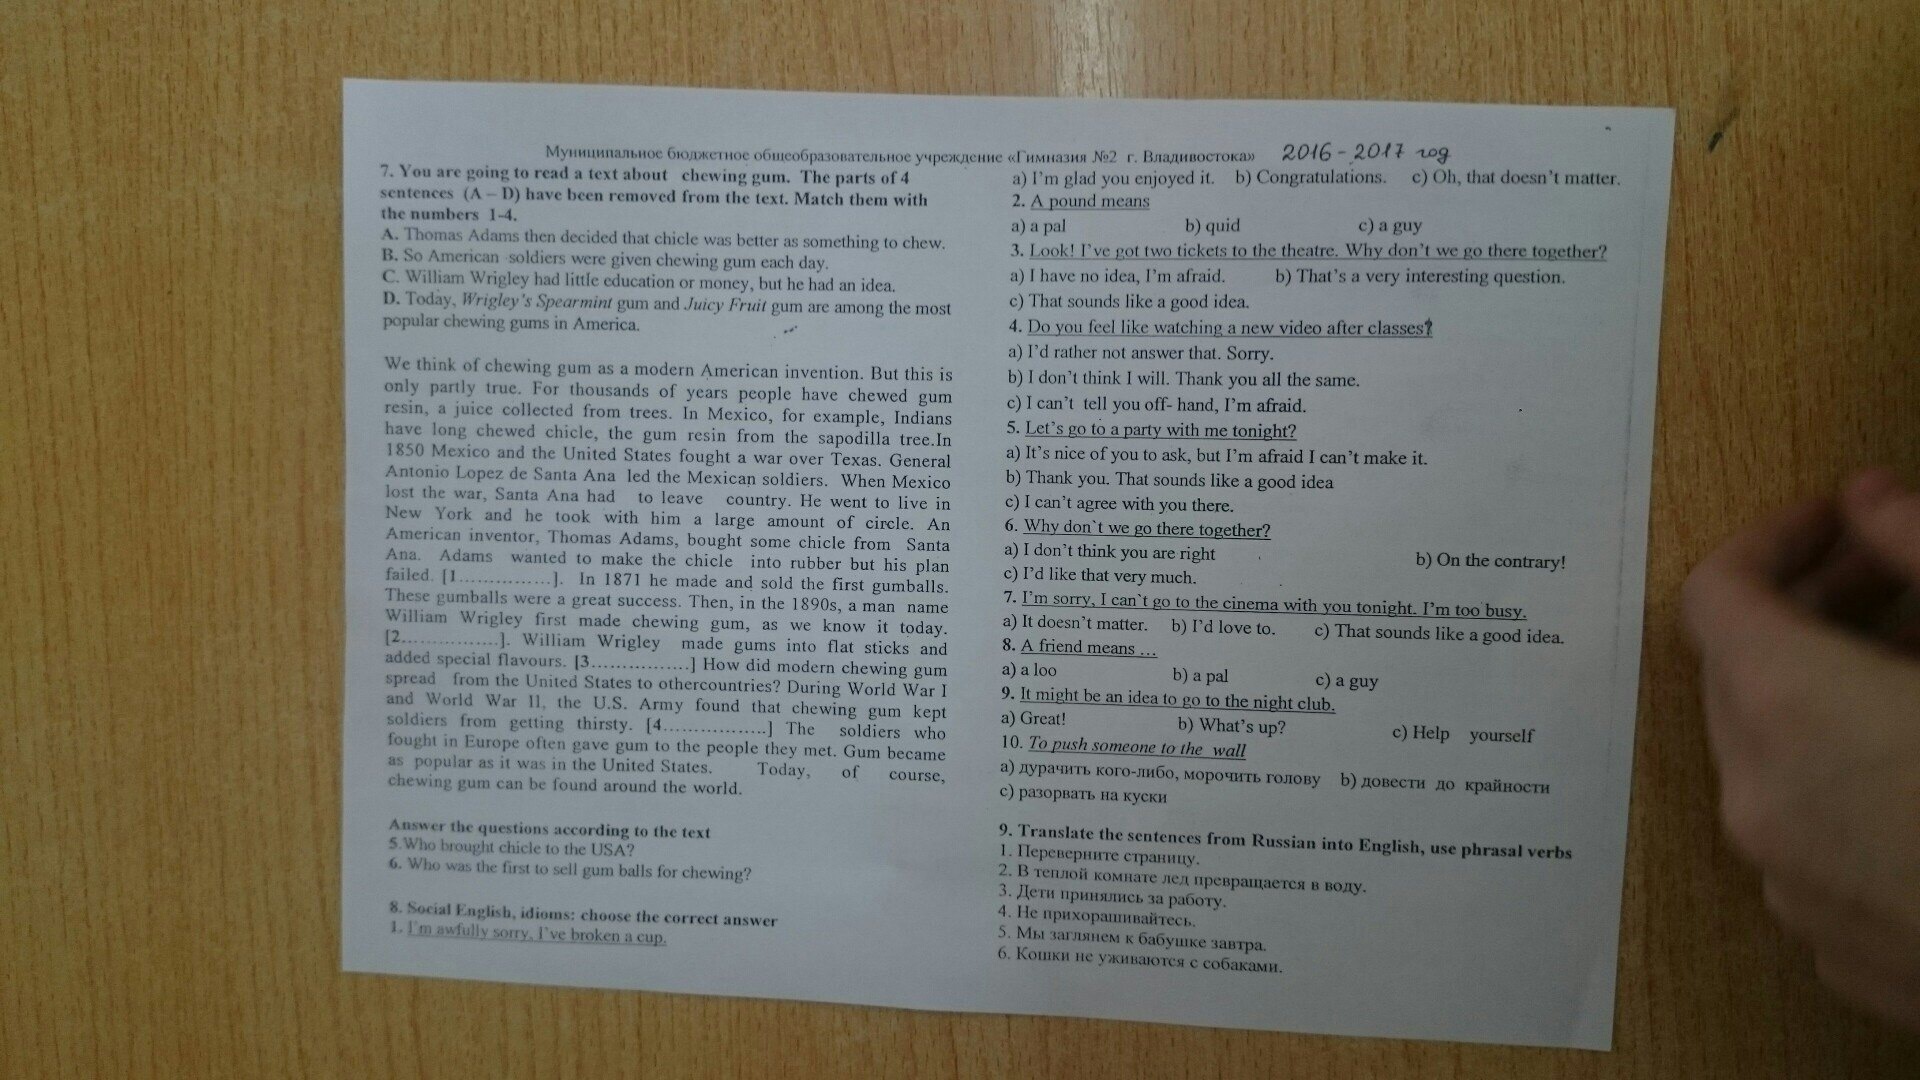 Муниципальное бюджетное общеобразовательное учреждение «Гимназия №2 г. Владивостока» 2016-2017 год
7. You are going to read a text about chewing gum. The parts of 4
sentences (A – D) have been removed from the text. Match them with
the numbers 1-4.
A. Thomas Adams then decided that chicle was better as something to chew.
B. So American soldiers were given chewing gum each day.
C. William Wrigley had little education or money, but he had an idea.
D. Today, Wrigley's Spearmint gum and Juicy Fruit gum are among the most
popular chewing gums in America.
We think of chewing gum as a modern American invention. But this is
only partly true. For thousands of years people have chewed gum
resin, a juice collected from trees. In Mexico, for example, Indians
have long chewed chicle, the gum resin from the sapodilla tree.In
1850 Mexico and the United States fought a war over Texas. General
Antonio Lopez de Santa Ana led the Mexican soldiers. When Mexico
lost the war, Santa Ana had to leave country. He went to live in
New York and he took with him a large amount of circle. An
American inventor, Thomas Adams, bought some chicle from Santa
Ana. Adams wanted to make the chicle into rubber but his plan
failed. [1...............]. In 1871 he made and sold the first gumballs.
These gumballs were a great success. Then, in the 1890s, a man name
William Wrigley first made chewing gum, as we know it today.
[2................]. William Wrigley made gums into flat sticks and
added special flavours. [3................] How did modern chewing gum
spread from the United States to othercountries? During World War I
and World War 11, the U.S. Army found that chewing gum kept
soldiers from getting thirsty. [4.................] The soldiers who
fought in Europe often gave gum to the people they met. Gum became
as popular as it was in the United States. Today, of course,
chewing gum can be found around the world.
Answer the questions according to the text
5.Who brought chicle to the USA?
6. Who was the first to sell gum balls for chewing?
8. Social English, idioms: choose the correct answer
1. I'm awfully sorry, I've broken a cup.
a) I'm glad you enjoyed it. b) Congratulations. c) Oh, that doesn't matter.
2. A pound means
a) a pal b) quid c) a guy
3. Look! I've got two tickets to the theatre. Why don't we go there together?
a) I have no idea, I'm afraid. b) That's a very interesting question.
c) That sounds like a good idea.
4. Do you feel like watching a new video after classes?
a) I'd rather not answer that. Sorry.
b) I don't think I will. Thank you all the same.
c) I can't tell you off- hand, I'm afraid.
5. Let's go to a party with me tonight?
a) It's nice of you to ask, but I'm afraid I can't make it.
b) Thank you. That sounds like a good idea
c) I can't agree with you there.
6. Why don`t we go there together?
a) I don't think you are right b) On the contrary!
c) I'd like that very much.
7. I'm sorry, I can`t go to the cinema with you tonight. I'm too busy.
a) It doesn't matter. b) I'd love to. c) That sounds like a good idea.
8. A friend means ...
a) a loo b) a pal c) a guy
9. It might be an idea to go to the night club.
a) Great! b) What's up? c) Help yourself
10. To push someone to the wall
a) дурачить кого-либо, морочить голову b) довести до крайности
c) разорвать на куски
9. Translate the sentences from Russian into English, use phrasal verbs
1. Переверните страницу.
2. В теплой комнате лед превращается в воду.
3. Дети принялись за работу.
4. Не прихорашивайтесь.
5. Мы заглянем к бабушке завтра.
6. Кошки не уживаются с собаками.